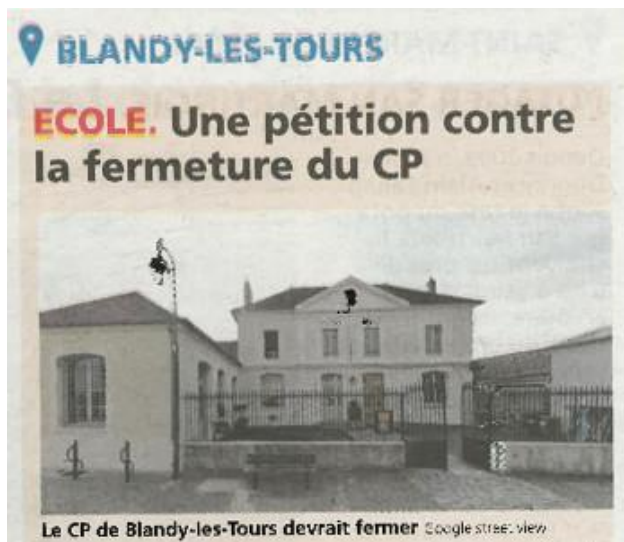 BLANDY-LES-TOURS
ECOLE. Une pétition contre
la fermeture du CP
Le CP de Blandy-les-Tours devrait fermer Google street view